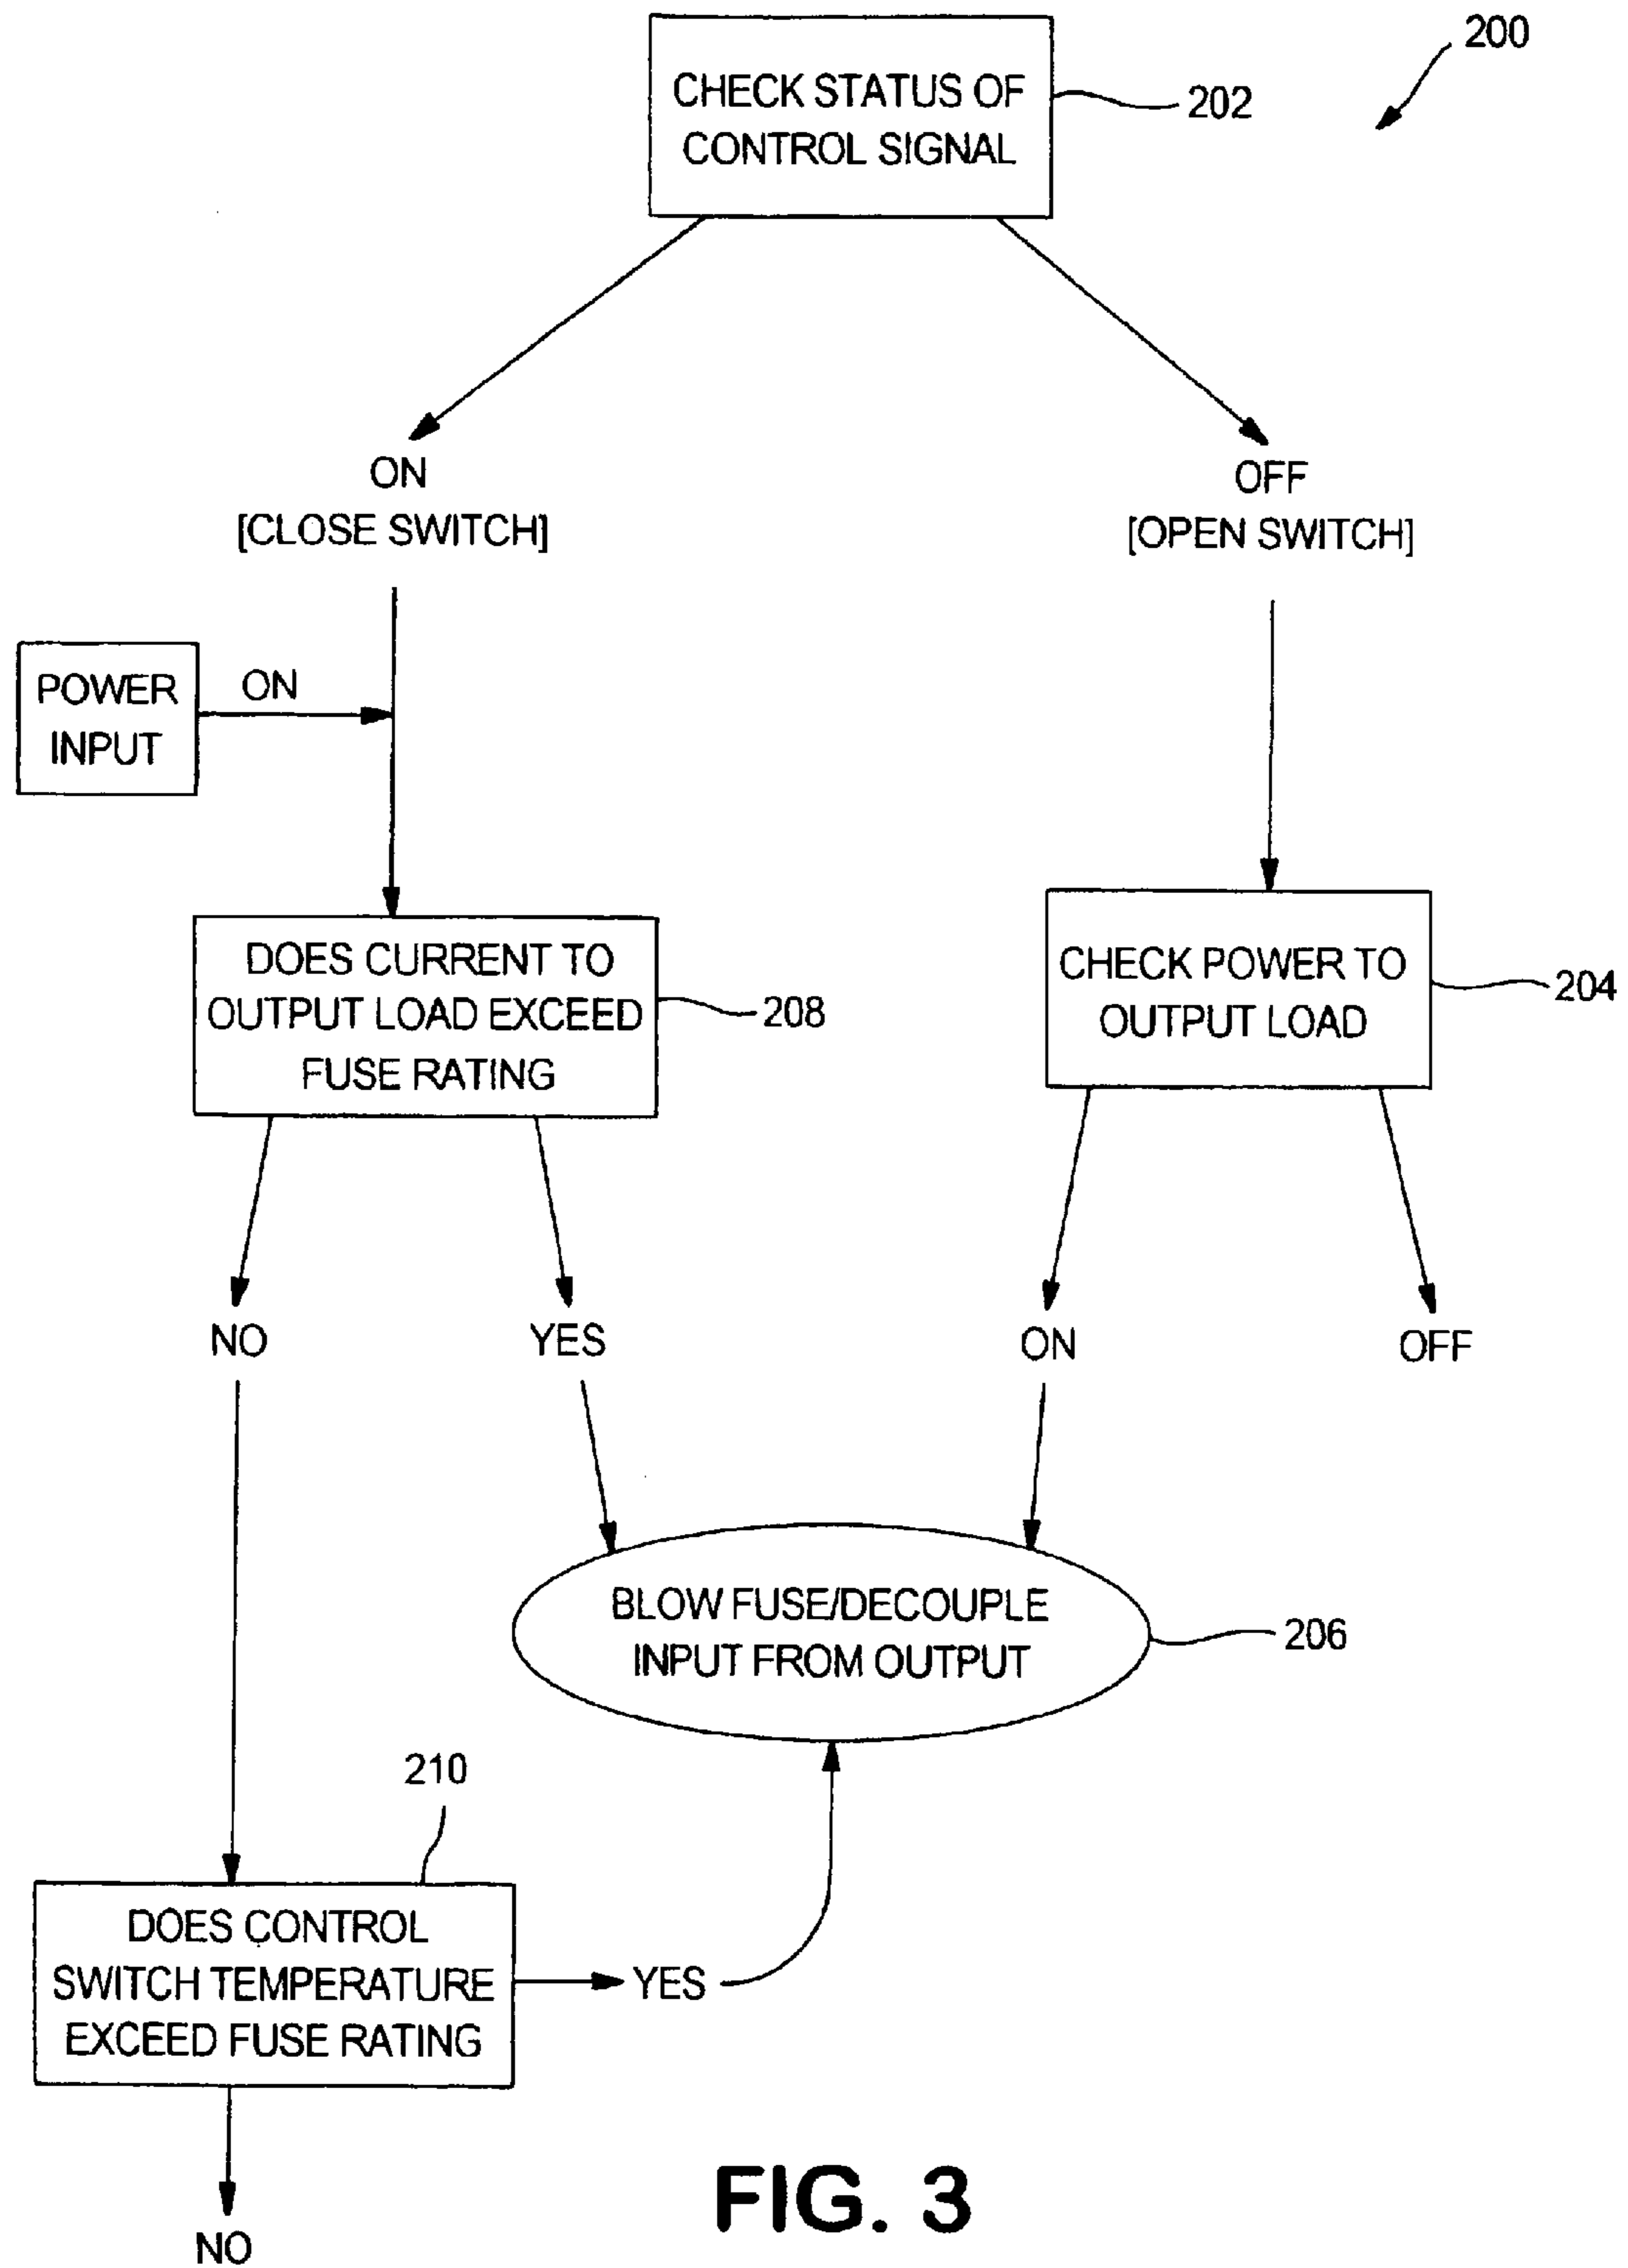 200
CHECK STATUS OF
CONTROL SIGNAL
202
ON
[CLOSE SWITCH]
OFF
[OPEN SWITCH]
POWER
INPUT
ON
DOES CURRENT TO
OUTPUT LOAD EXCEED
FUSE RATING
208
CHECK POWER TO
OUTPUT LOAD
204
NO
YES
ON
OFF
BLOW FUSE/DECOUPLE
INPUT FROM OUTPUT
206
210
DOES CONTROL
SWITCH TEMPERATURE
EXCEED FUSE RATING
YES
NO
FIG. 3